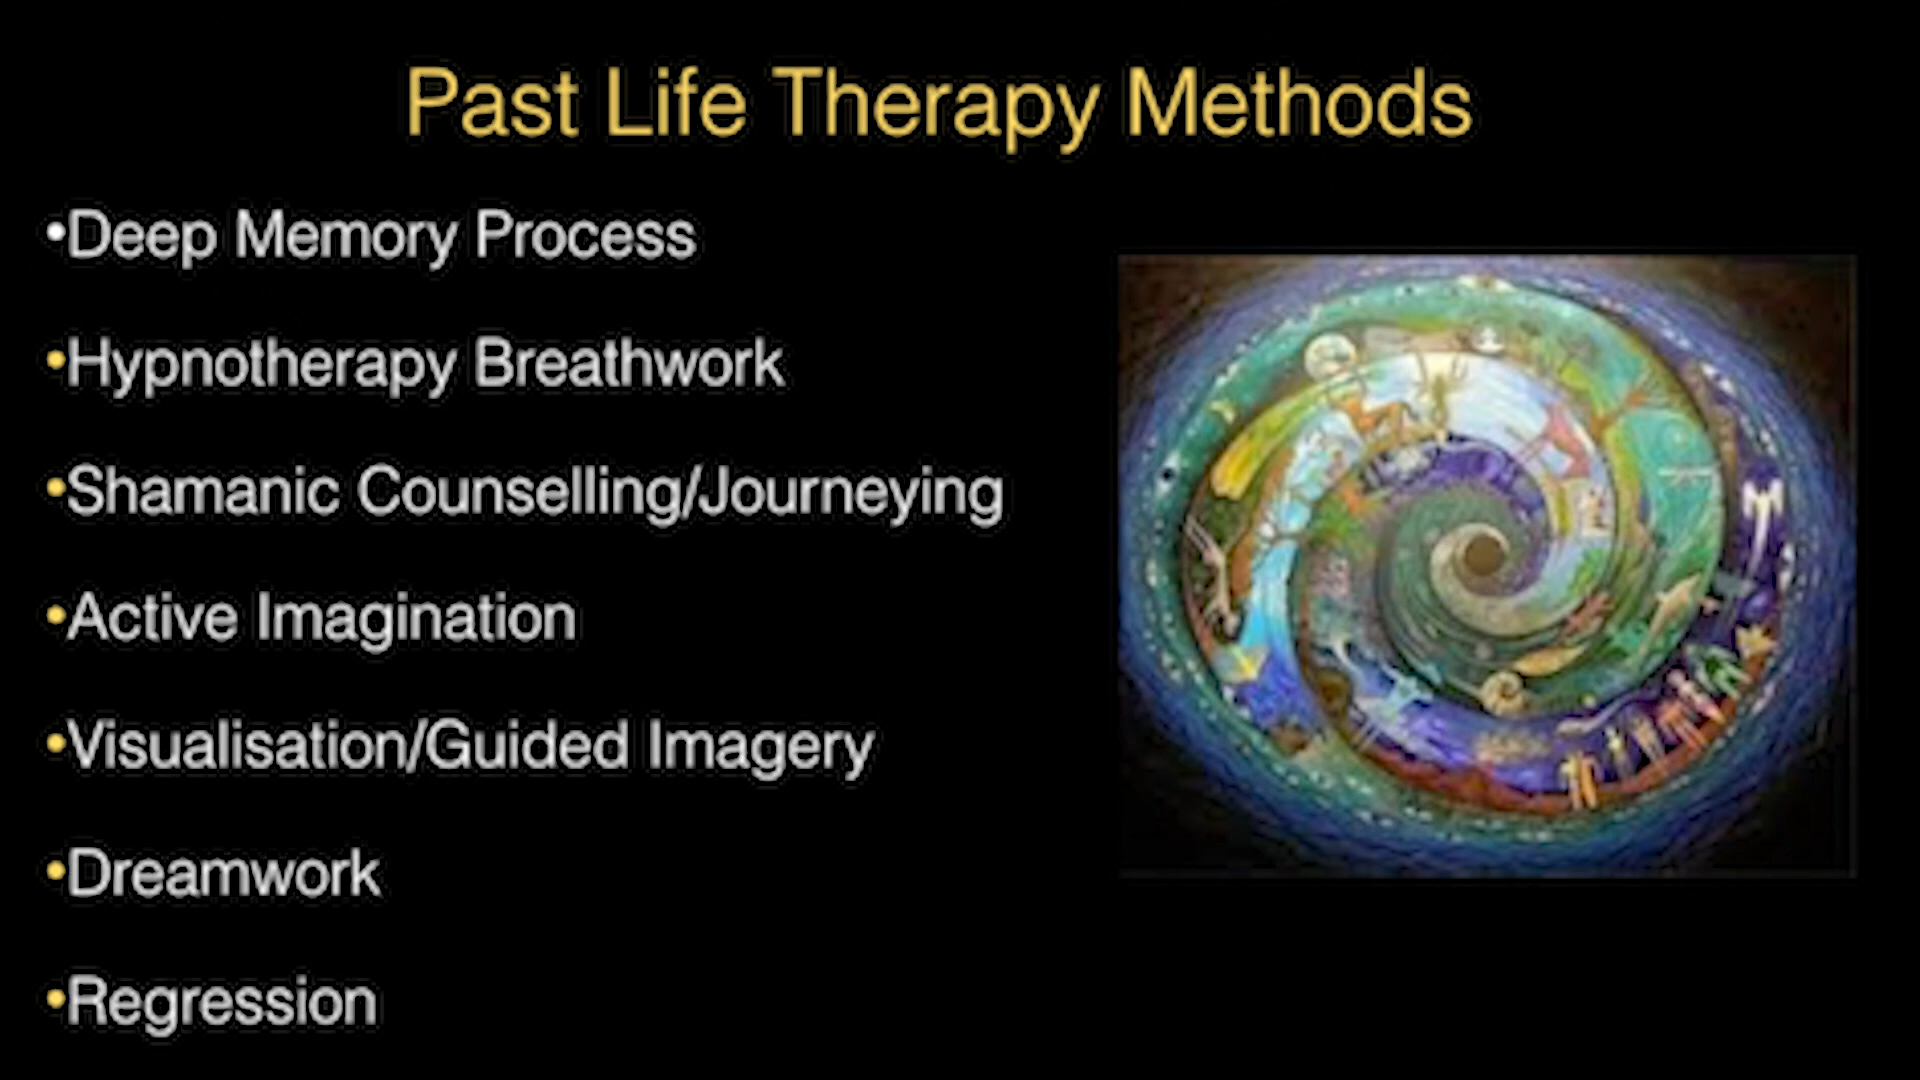 Past Life Therapy Methods
•Deep Memory Process
•Hypnotherapy Breathwork
•Shamanic Counselling/Journeying
•Active Imagination
•Visualisation/Guided Imagery
•Dreamwork
•Regression